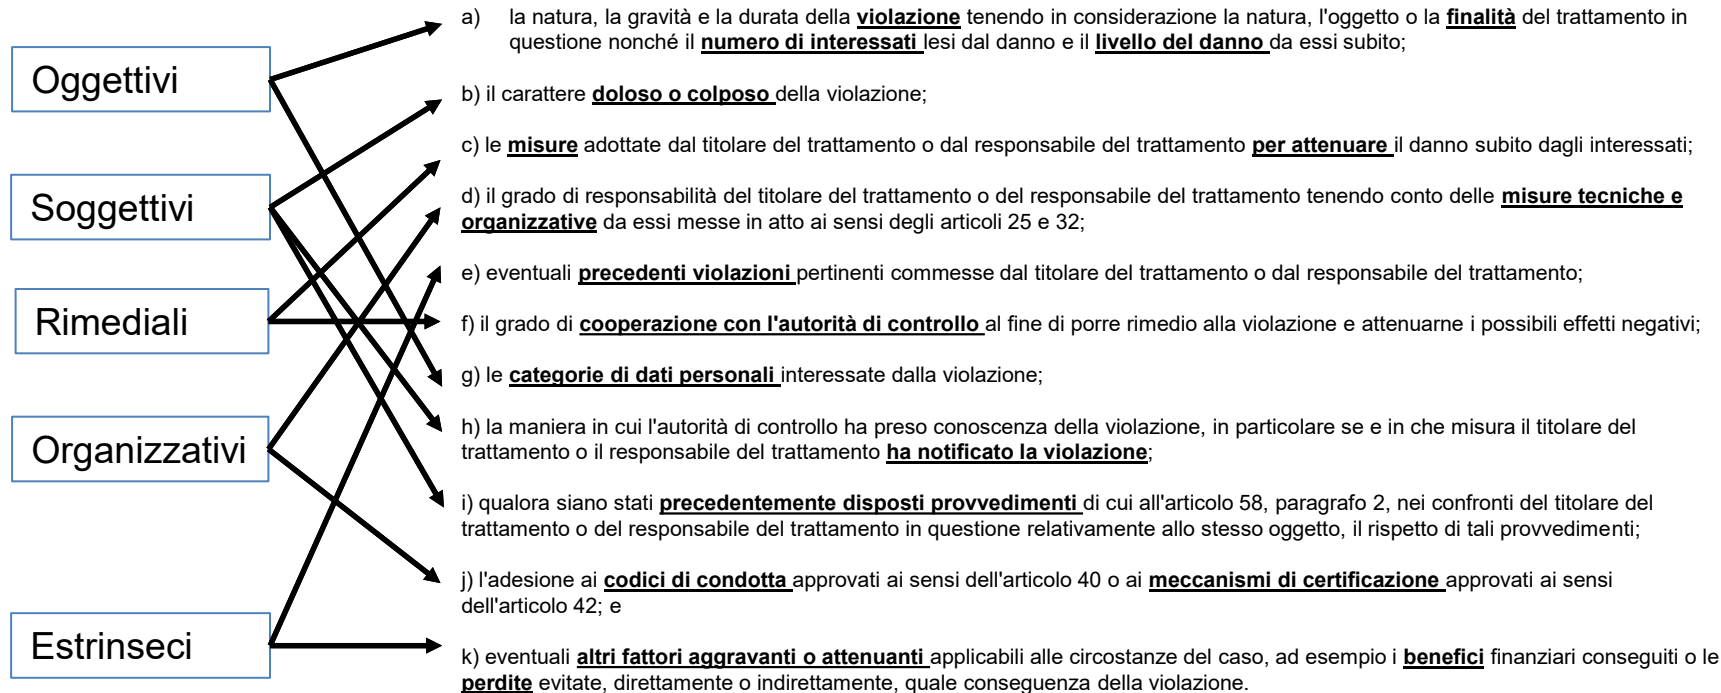 Oggettivi
Soggettivi
Rimediali
Organizzativi
Estrinseci
a) la natura, la gravità e la durata della violazione tenendo in considerazione la natura, l'oggetto o la finalità del trattamento in
questione nonché il numero di interessati lesi dal danno e il livello del danno da essi subito;
b) il carattere doloso o colposo della violazione;
c) le misure adottate dal titolare del trattamento o dal responsabile del trattamento per attenuare il danno subito dagli interessati;
d) il grado di responsabilità del titolare del trattamento o del responsabile del trattamento tenendo conto delle misure tecniche e
organizzative da essi messe in atto ai sensi degli articoli 25 e 32;
e) eventuali precedenti violazioni pertinenti commesse dal titolare del trattamento o dal responsabile del trattamento;
f) il grado di cooperazione con l'autorità di controllo al fine di porre rimedio alla violazione e attenuarne i possibili effetti negativi;
g) le categorie di dati personali interessate dalla violazione;
h) la maniera in cui l'autorità di controllo ha preso conoscenza della violazione, in particolare se e in che misura il titolare del
trattamento o il responsabile del trattamento ha notificato la violazione;
i) qualora siano stati precedentemente disposti provvedimenti di cui all'articolo 58, paragrafo 2, nei confronti del titolare del
trattamento o del responsabile del trattamento in questione relativamente allo stesso oggetto, il rispetto di tali provvedimenti;
j) l'adesione ai codici di condotta approvati ai sensi dell'articolo 40 o ai meccanismi di certificazione approvati ai sensi
dell'articolo 42; e
k) eventuali altri fattori aggravanti o attenuanti applicabili alle circostanze del caso, ad esempio i benefici finanziari conseguiti o le
perdite evitate, direttamente o indirettamente, quale conseguenza della violazione.